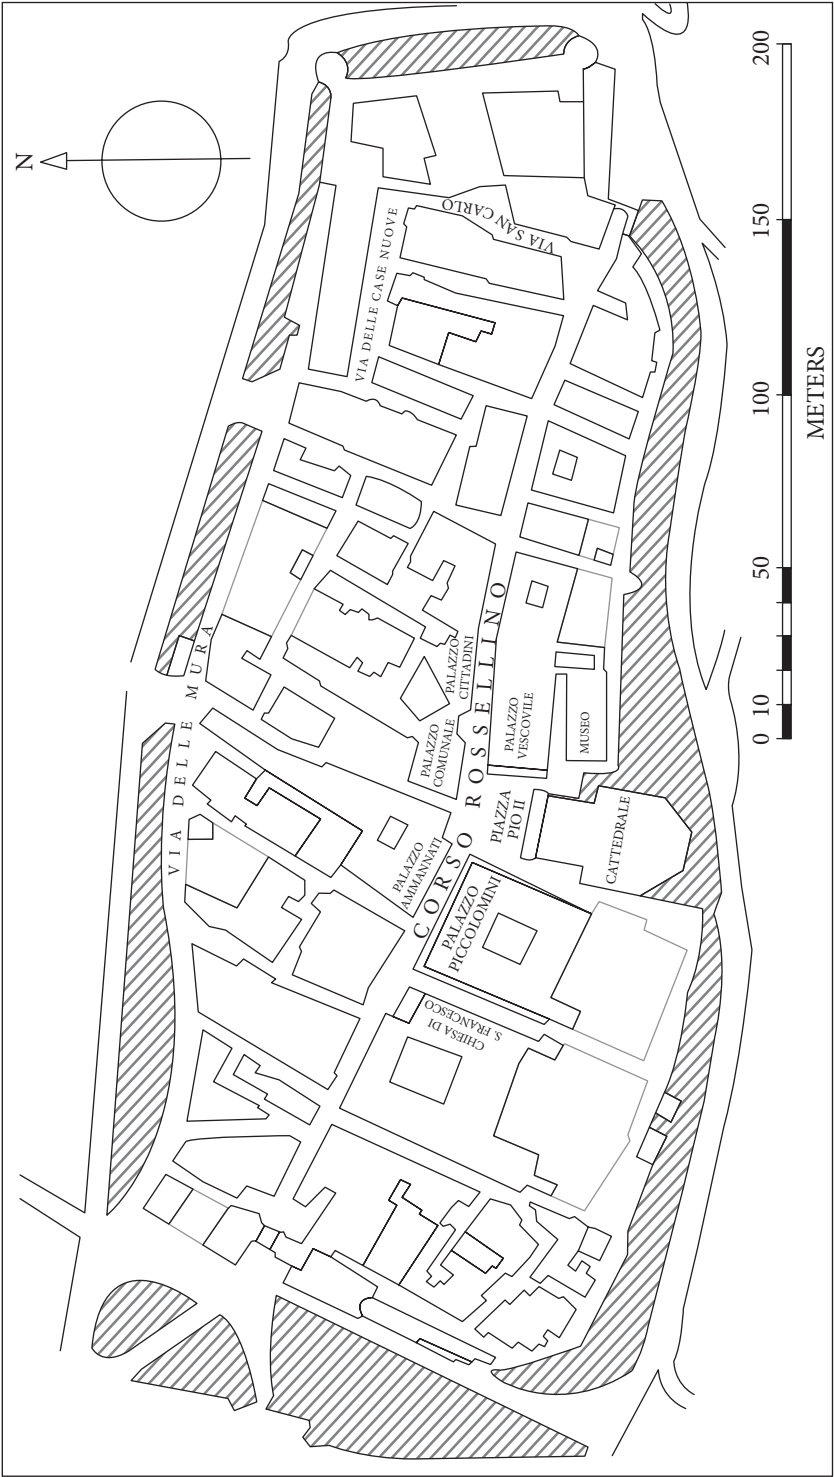 N
VIA SAN CARLO
VIA DELLE CASE NUOVE
VIA DELLE MURA
PALAZZO
CITTADINI
PALAZZO
COMUNALE
CORSO ROSSELLINO
PALAZZO
VESCOVILE
MUSEO
PIAZZA
PIO II
CATTEDRALE
PALAZZO
AMMANNATI
PALAZZO
PICCOLOMINI
CHIESA DI
S. FRANCESCO
0 10 50 100 150 200
METERS